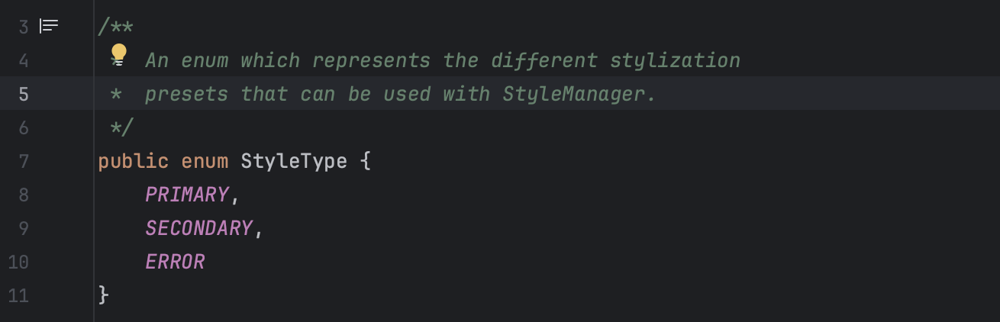 3 /**
4 * An enum which represents the different stylization
5 * presets that can be used with StyleManager.
6 */
7 public enum StyleType {
8 PRIMARY,
9 SECONDARY,
10 ERROR
11 }